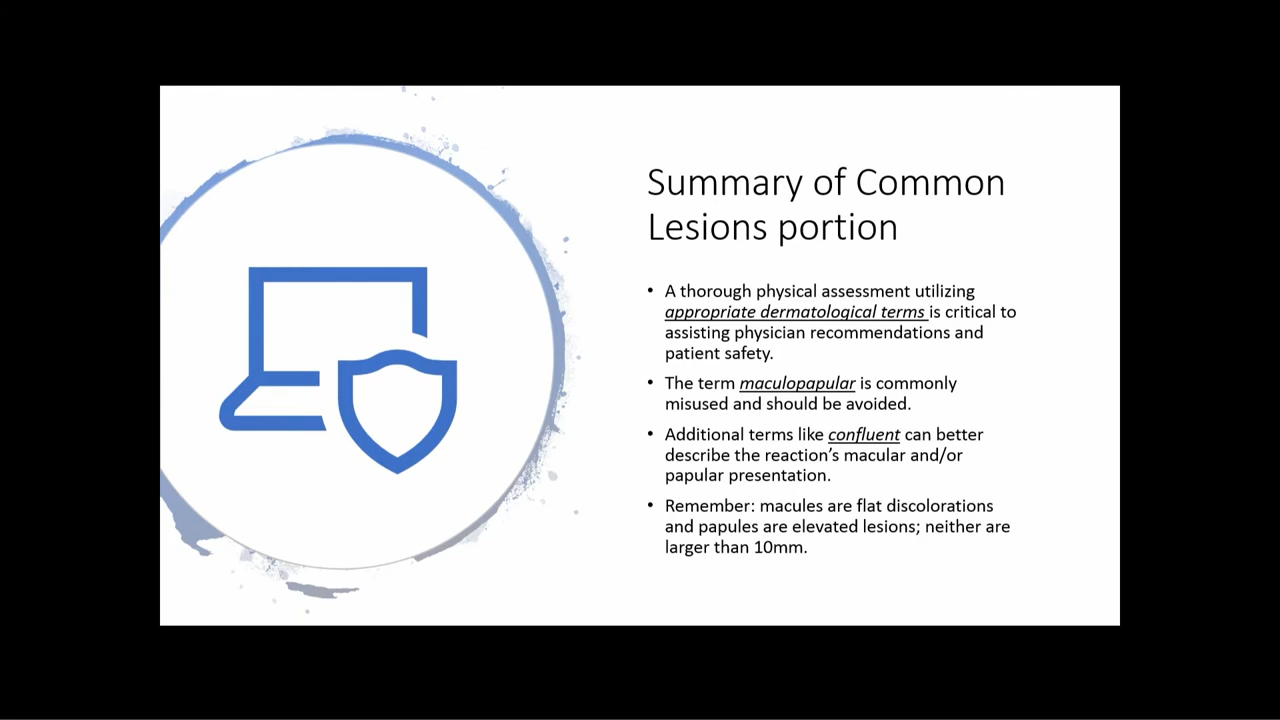 Summary of Common
Lesions portion
• A thorough physical assessment utilizing
appropriate dermatological terms is critical to
assisting physician recommendations and
patient safety.
• The term maculopapular is commonly
misused and should be avoided.
• Additional terms like confluent can better
describe the reaction’s macular and/or
papular presentation.
• Remember: macules are flat discolorations
and papules are elevated lesions; neither are
larger than 10mm.